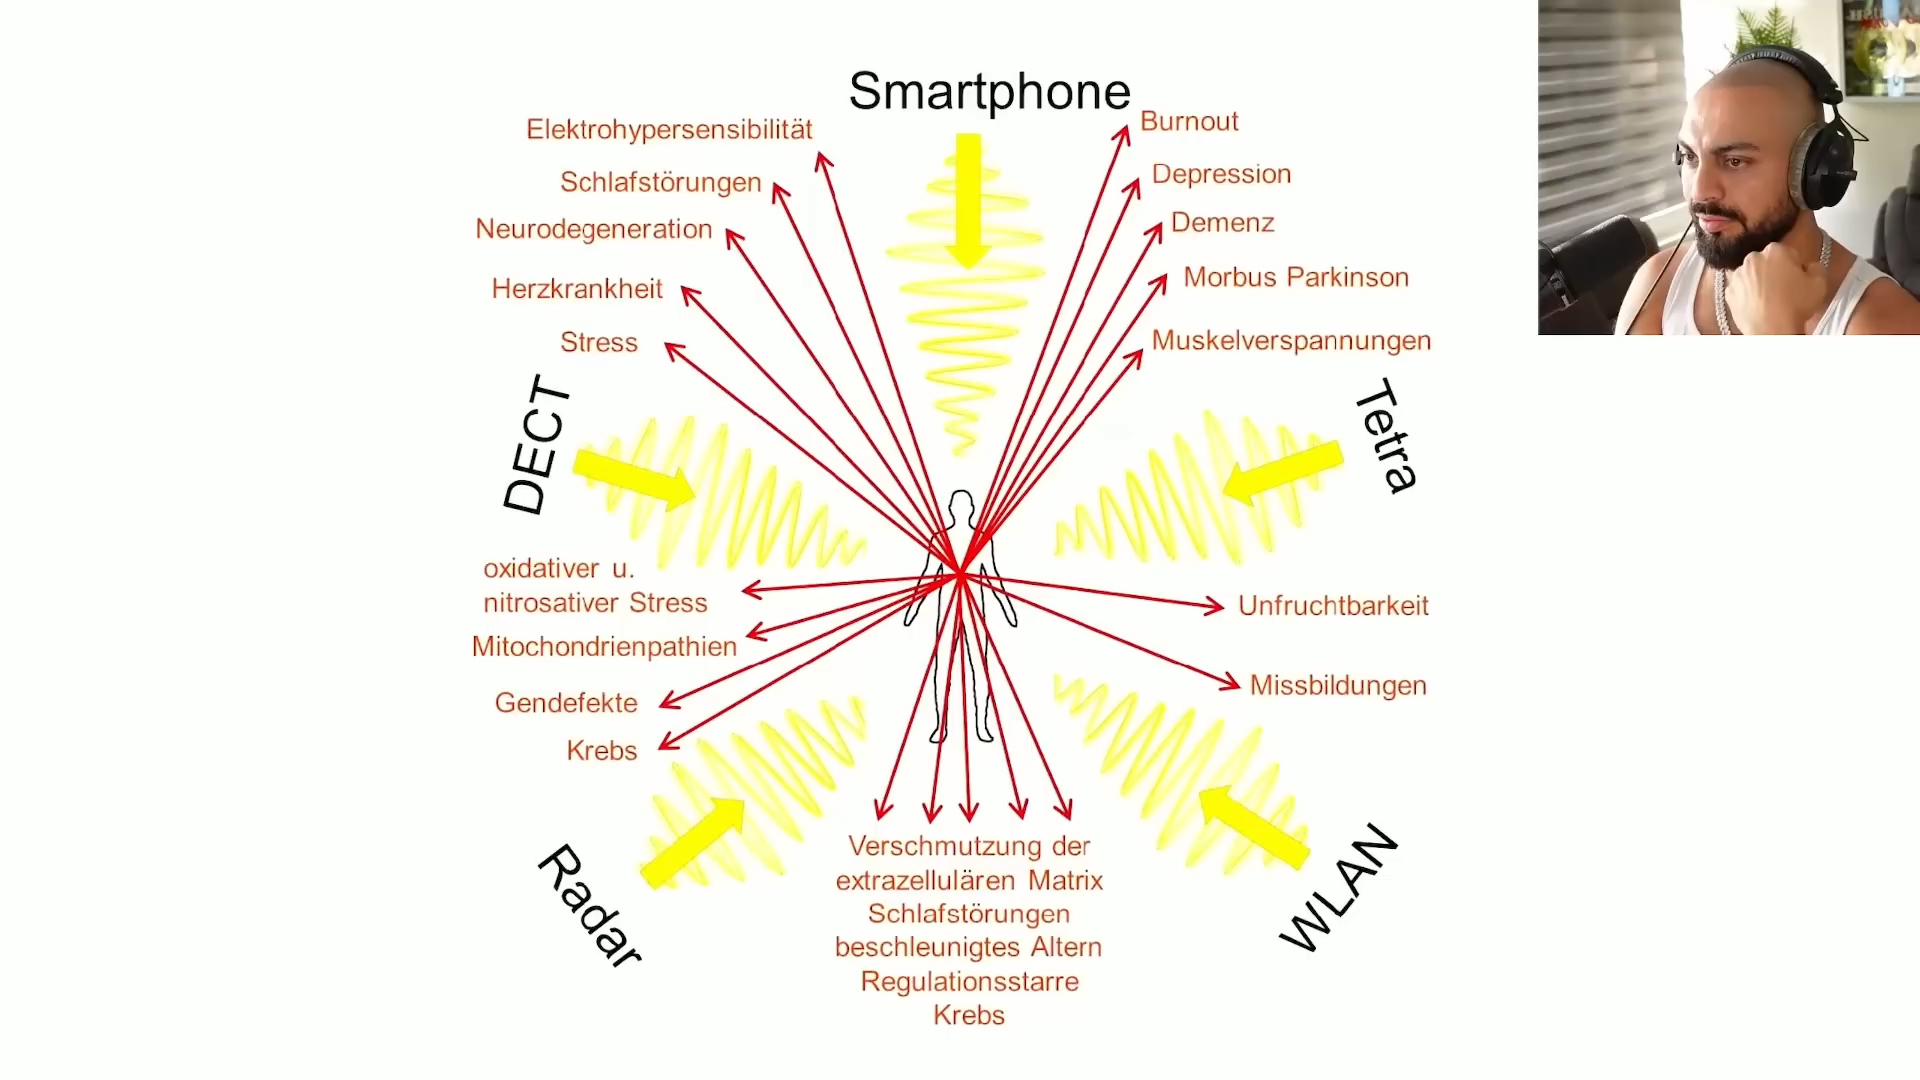 Smartphone
Elektrohypersensibilität
Schlafstörungen
Neurodegeneration
Herzkrankheit
Stress
Burnout
Depression
Demenz
Morbus Parkinson
Muskelverspannungen
DECT
Tetra
oxidativer u.
nitrosativer Stress
Mitochondrienpathien
Gendefekte
Krebs
Unfruchtbarkeit
Missbildungen
Radar
WLAN
Verschmutzung der
extrazellulären Matrix
Schlafstörungen
beschleunigtes Altern
Regulationsstarre
Krebs